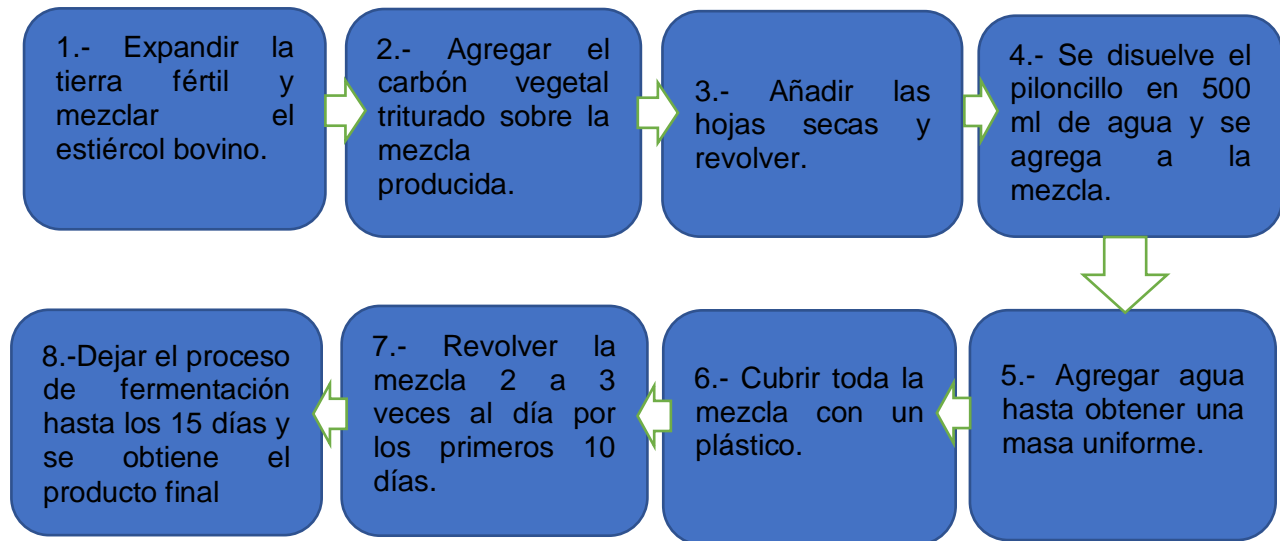 1.- Expandir la
tierra fértil y
mezclar el
estiércol bovino.
2.- Agregar el
carbón vegetal
triturado sobre la
mezcla
producida.
3.- Añadir las
hojas secas y
revolver.
4.- Se disuelve el
piloncillo en 500
ml de agua y se
agrega a la
mezcla.
5.- Agregar agua
hasta obtener una
masa uniforme.
6.- Cubrir toda la
mezcla con un
plástico.
7.- Revolver la
mezcla 2 a 3
veces al día por
los primeros 10
días.
8.-Dejar el proceso
de fermentación
hasta los 15 días y
se obtiene el
producto final